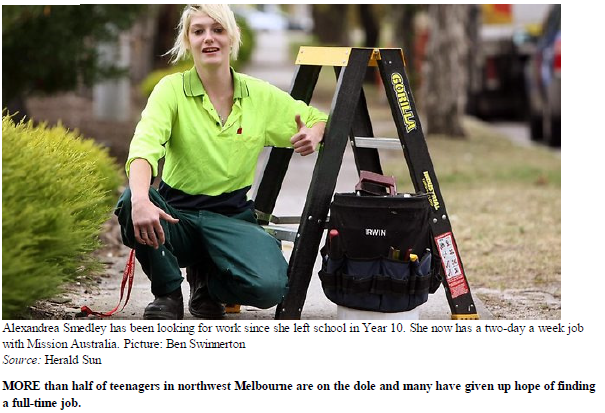 GORILLA
IRWIN
Alexandrea Smedley has been looking for work since she left school in Year 10. She now has a two-day a week job
with Mission Australia. Picture: Ben Swinnerton
Source: Herald Sun
MORE than half of teenagers in northwest Melbourne are on the dole and many have given up hope of finding
a full-time job.